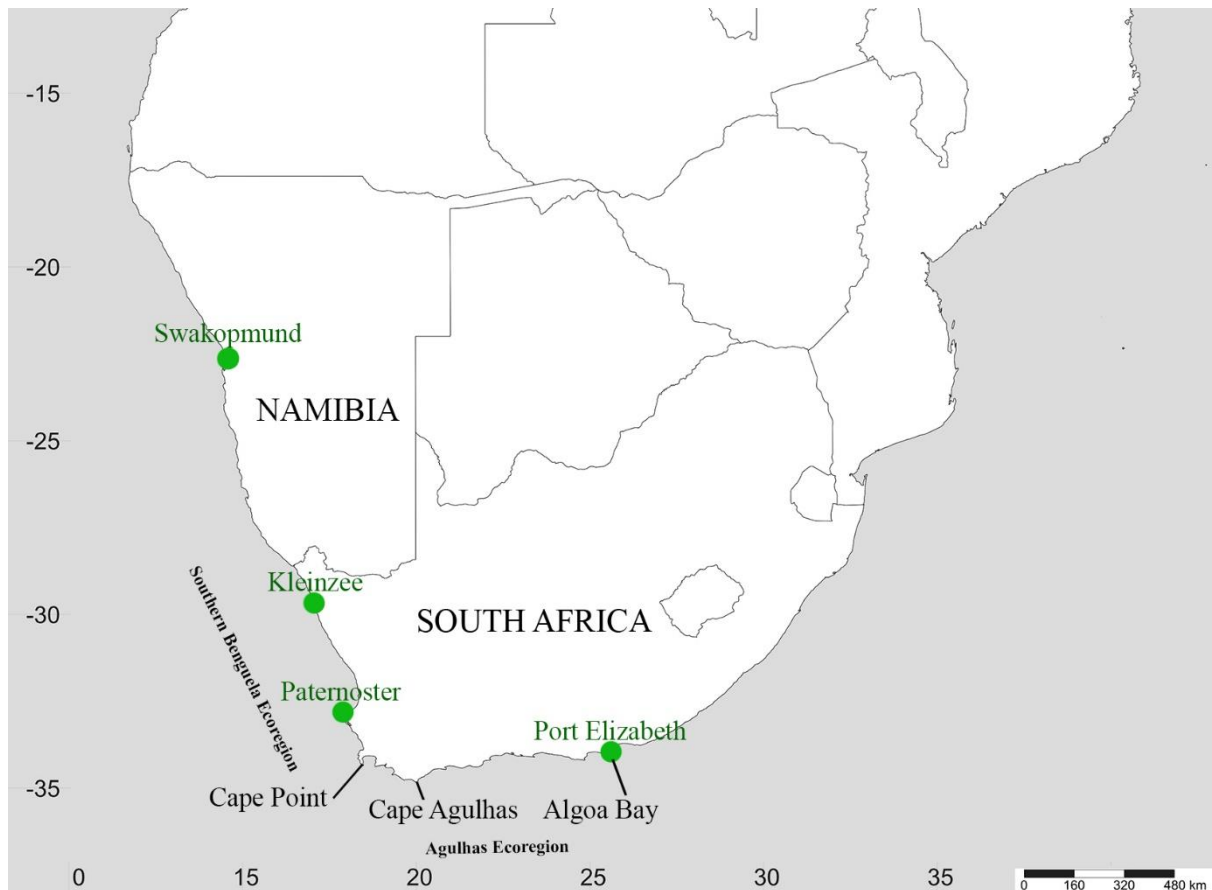 -15
-20
Swakopmund
NAMIBIA
-25
Kleinzee
Southern Benguela Ecoregion
-30
SOUTH AFRICA
Paternoster
Port Elizabeth
-35
Cape Point
Cape Agulhas
Algoa Bay
Agulhas Ecoregion
0 15 20 25 30 35
0 160 320 480 km